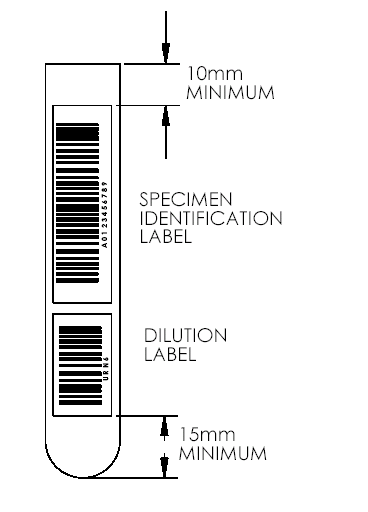 10mm
MINIMUM
SPECIMEN
IDENTIFICATION
LABEL
A0123456789
DILUTION
LABEL
URN6
15mm
MINIMUM